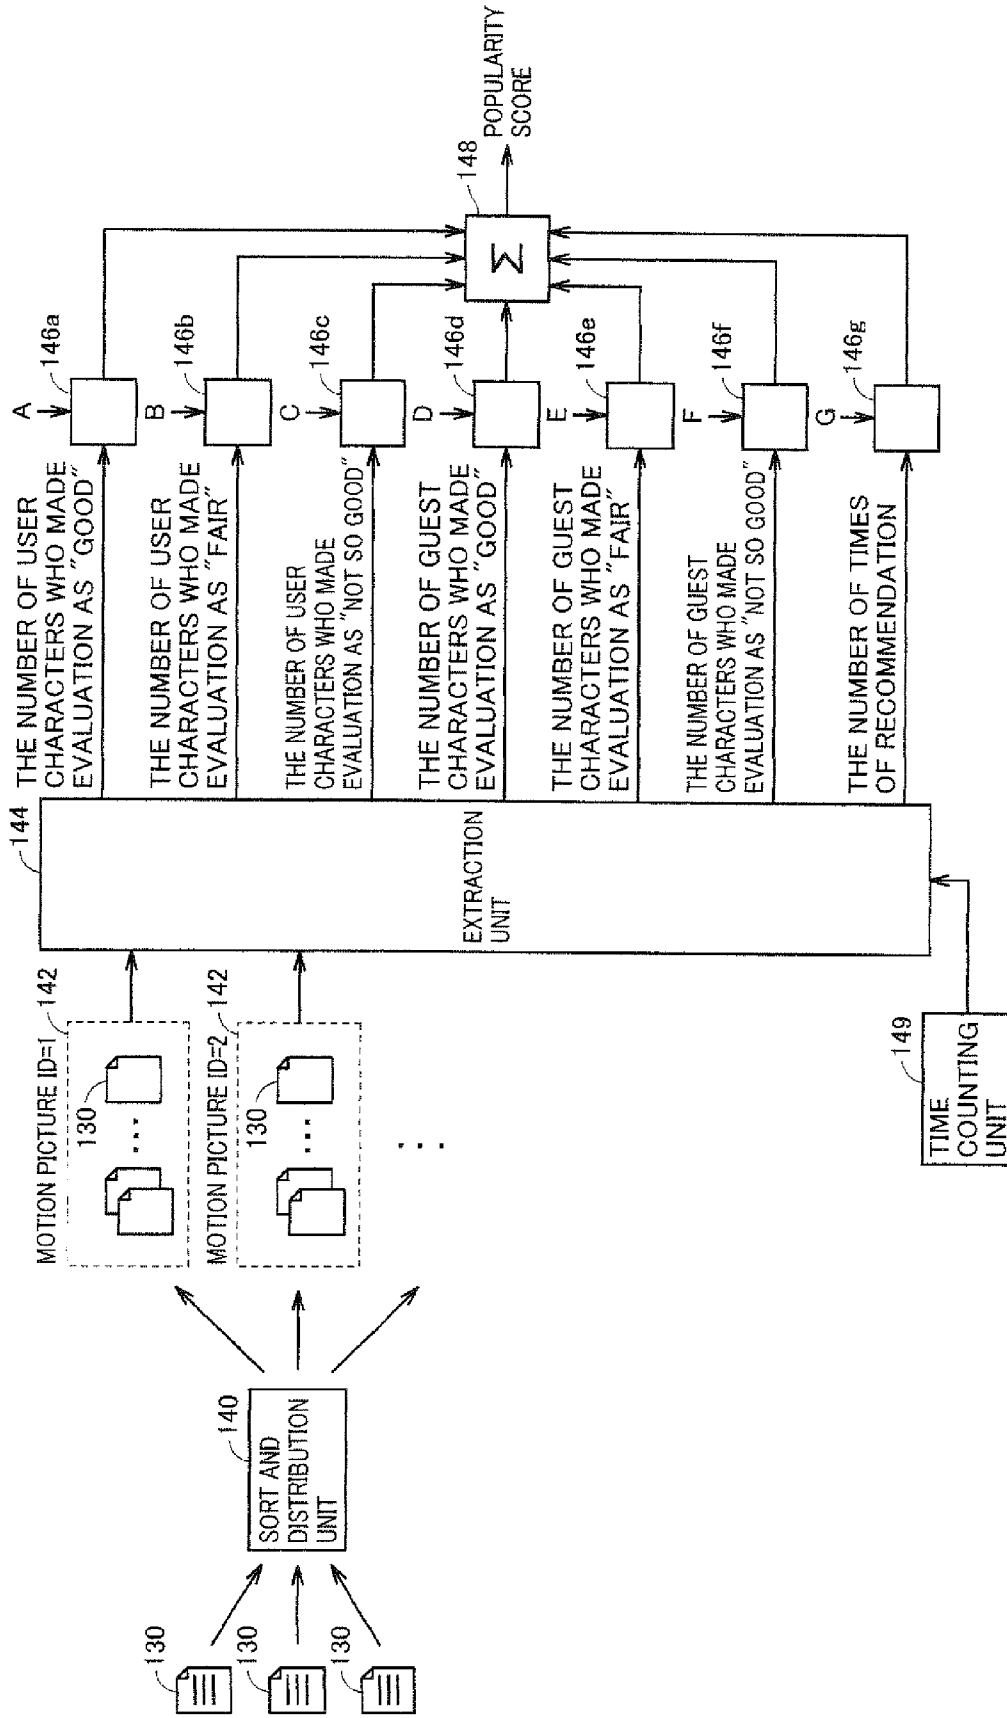 130
130
130
140
SORT AND
DISTRIBUTION
UNIT
MOTION PICTURE ID=1
142
130
...
MOTION PICTURE ID=2
142
130
...
...
144
EXTRACTION
UNIT
149
TIME
COUNTING
UNIT
THE NUMBER OF USER
CHARACTERS WHO MADE
EVALUATION AS "GOOD"
A
146a
THE NUMBER OF USER
CHARACTERS WHO MADE
EVALUATION AS "FAIR"
B
146b
THE NUMBER OF USER
CHARACTERS WHO MADE
EVALUATION AS "NOT SO GOOD"
C
146c
THE NUMBER OF GUEST
CHARACTERS WHO MADE
EVALUATION AS "GOOD"
D
146d
THE NUMBER OF GUEST
CHARACTERS WHO MADE
EVALUATION AS "FAIR"
E
146e
THE NUMBER OF GUEST
CHARACTERS WHO MADE
EVALUATION AS "NOT SO GOOD"
F
146f
THE NUMBER OF TIMES
OF RECOMMENDATION
G
146g
Σ
148
POPULARITY
SCORE